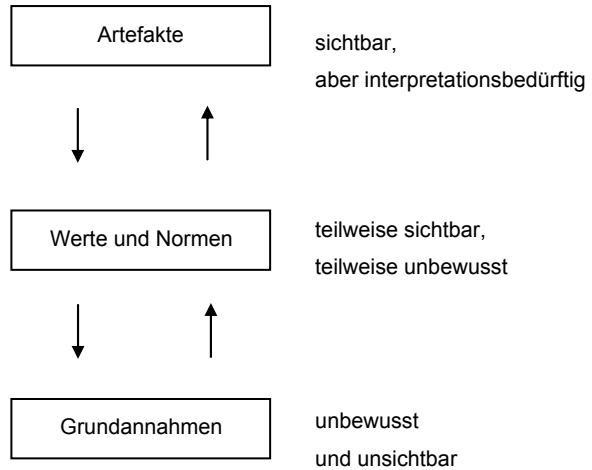 Artefakte
sichtbar,
aber interpretationsbedürftig
Werte und Normen
teilweise sichtbar,
teilweise unbewusst
Grundannahmen
unbewusst
und unsichtbar